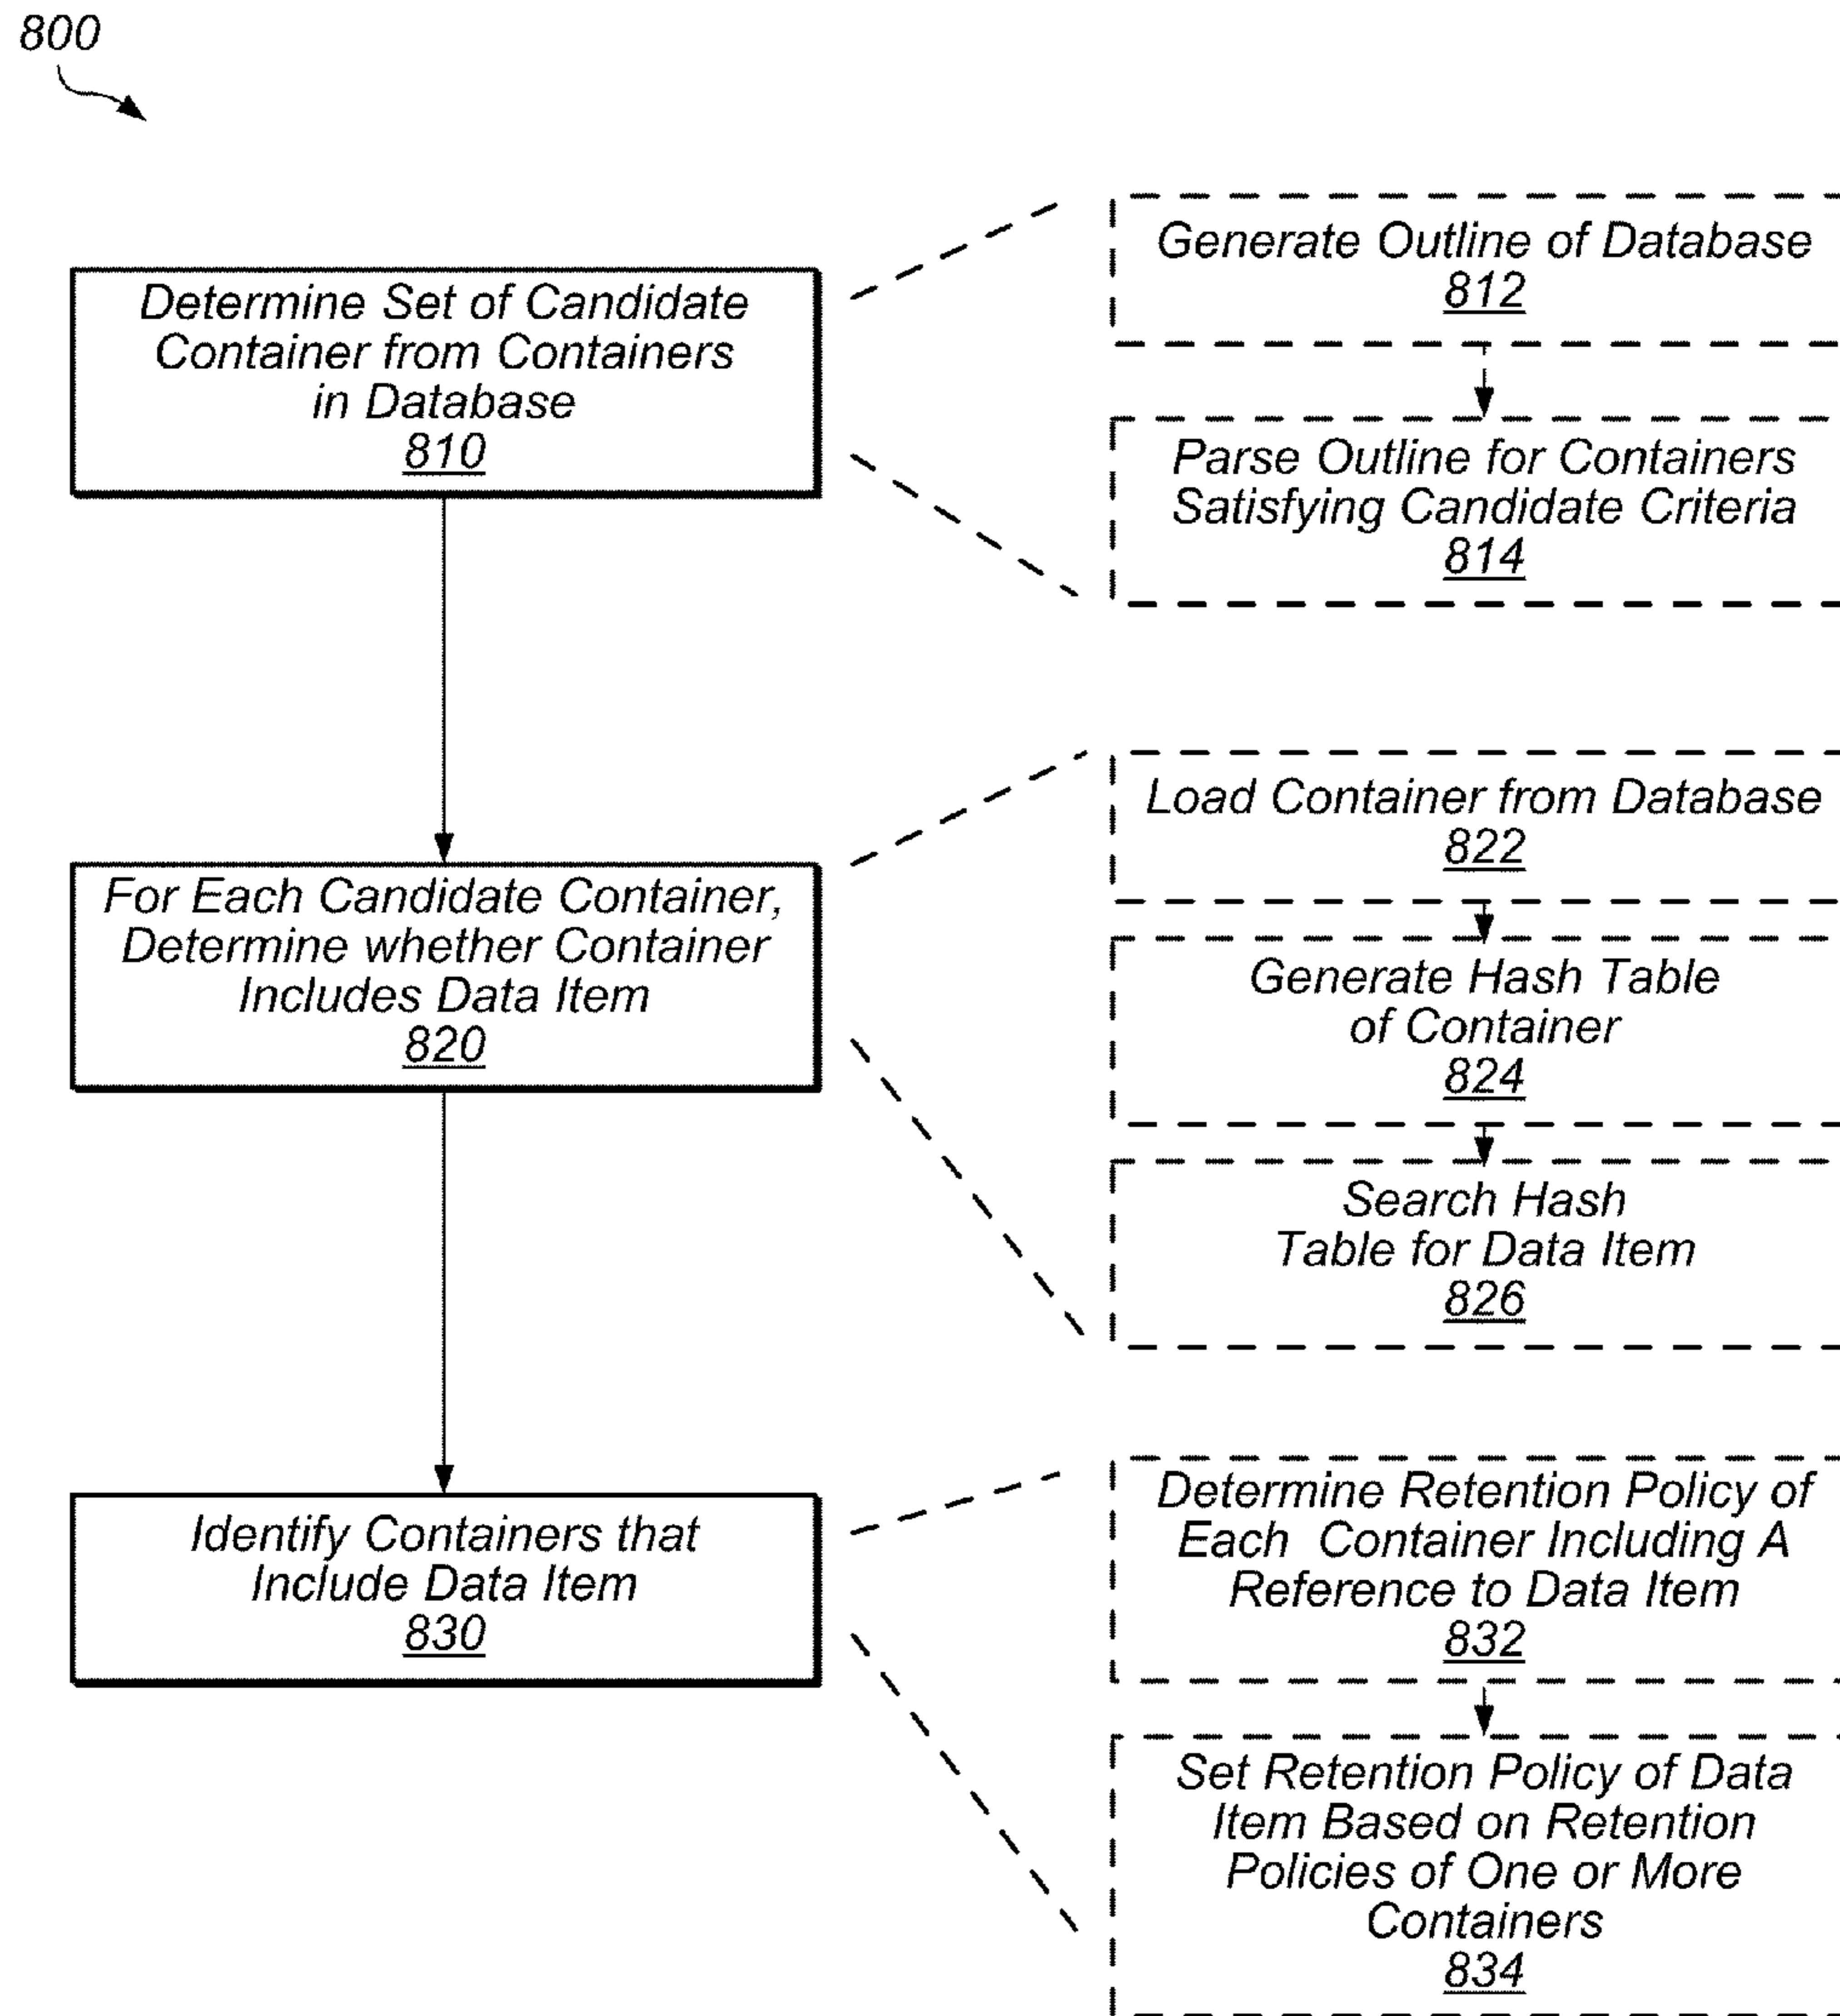 800
Determine Set of Candidate
Container from Containers
in Database
810
Generate Outline of Database
812
Parse Outline for Containers
Satisfying Candidate Criteria
814
For Each Candidate Container,
Determine whether Container
Includes Data Item
820
Load Container from Database
822
Generate Hash Table
of Container
824
Search Hash
Table for Data Item
826
Identify Containers that
Include Data Item
830
Determine Retention Policy of
Each Container Including A
Reference to Data Item
832
Set Retention Policy of Data
Item Based on Retention
Policies of One or More
Containers
834